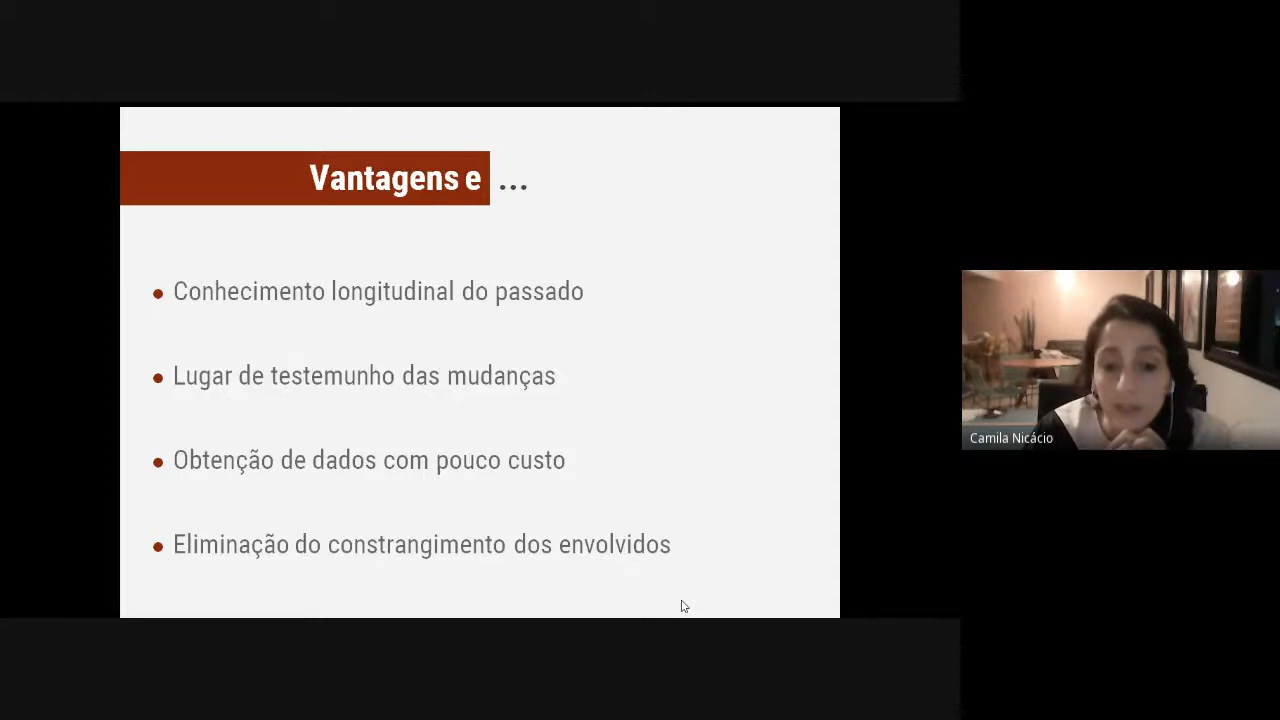 Vantagens e ...
Conhecimento longitudinal do passado
Lugar de testemunho das mudanças
Obtenção de dados com pouco custo
Eliminação do constrangimento dos envolvidos
Camila Nicácio